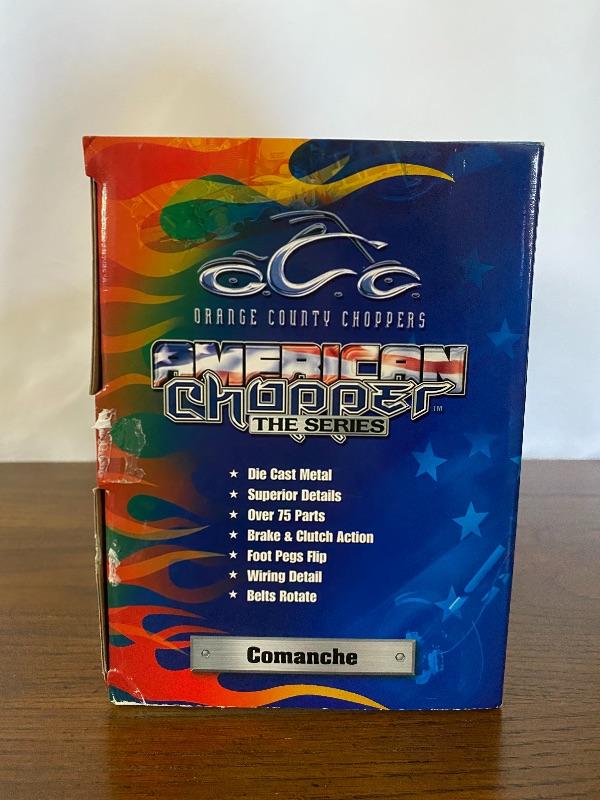 O.C.C.
ORANGE COUNTY CHOPPERS
AMERICAN
CHOPPER™
THE SERIES
★ Die Cast Metal
★ Superior Details
★ Over 75 Parts
★ Brake & Clutch Action
★ Foot Pegs Flip
★ Wiring Detail
★ Belts Rotate
Comanche